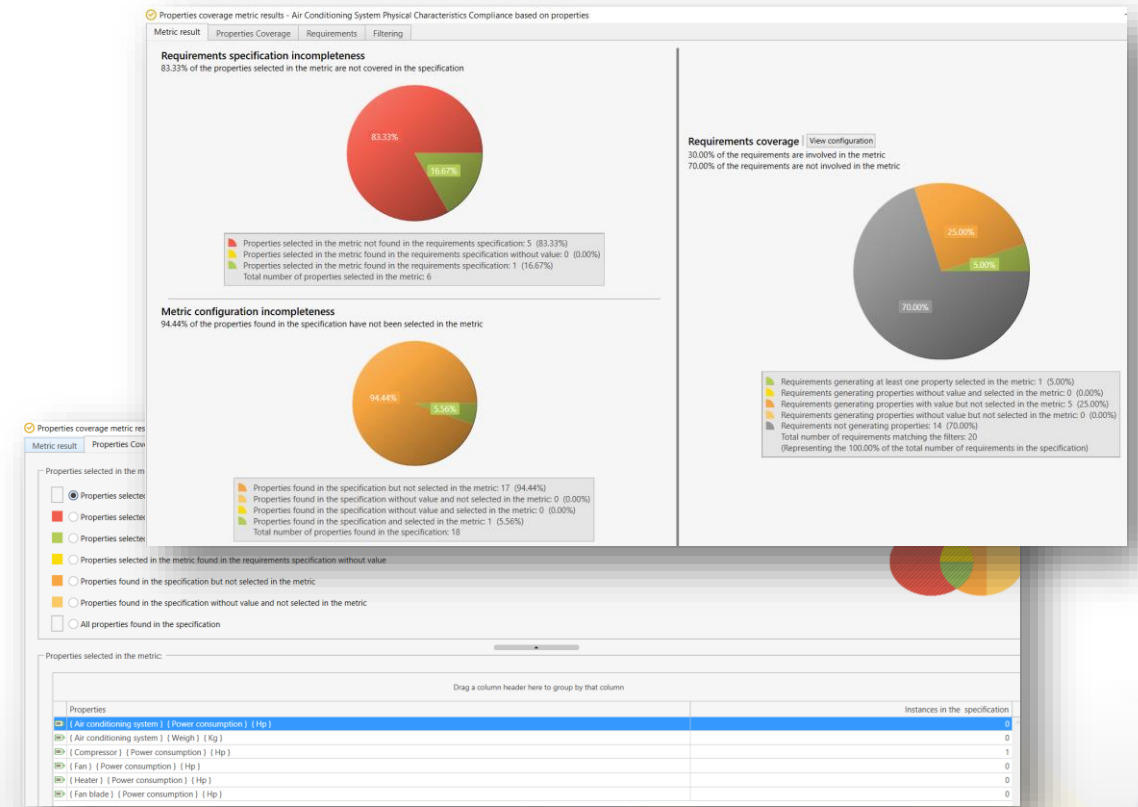 Properties coverage metric results - Air Conditioning System Physical Characteristics Compliance based on properties
Metric result Properties Coverage Requirements Filtering
Requirements specification incompleteness
83.33% of the properties selected in the metric are not covered in the specification
83.33%
16.67%
Properties selected in the metric not found in the requirements specification: 5 (83.33%)
Properties selected in the metric found in the requirements specification without value: 0 (0.00%)
Properties selected in the metric found in the requirements specification: 1 (16.67%)
Total number of properties selected in the metric: 6
Metric configuration incompleteness
94.44% of the properties found in the specification have not been selected in the metric
94.44%
5.56%
Properties found in the specification but not selected in the metric: 17 (94.44%)
Properties found in the specification without value and not selected in the metric: 0 (0.00%)
Properties found in the specification without value and selected in the metric: 0 (0.00%)
Properties found in the specification and selected in the metric: 1 (5.56%)
Total number of properties found in the specification: 18
Requirements coverage | View configuration
30.00% of the requirements are involved in the metric
70.00% of the requirements are not involved in the metric
25.00%
5.00%
70.00%
Requirements generating at least one property selected in the metric: 1 (5.00%)
Requirements generating properties without value and selected in the metric: 0 (0.00%)
Requirements generating properties with value but not selected in the metric: 5 (25.00%)
Requirements generating properties without value but not selected in the metric: 0 (0.00%)
Requirements not generating properties: 14 (70.00%)
Total number of requirements matching the filters: 20
(Representing the 100.00% of the total number of requirements in the specification)
Properties coverage metric res
Metric result Properties Cov
Properties selected in the m
Properties selected
Properties selected
Properties selected
Properties selected in the metric found in the requirements specification without value
Properties found in the specification but not selected in the metric
Properties found in the specification without value and not selected in the metric
All properties found in the specification
Properties selected in the metric:
Drag a column header here to group by that column
Properties Instances in the specification
{ Air conditioning system } { Power consumption } { Hp } 0
{ Air conditioning system } { Weigh } { Kg } 0
{ Compressor } { Power consumption } { Hp } 1
{ Fan } { Power consumption } { Hp } 0
{ Heater } { Power consumption } { Hp } 0
{ Fan blade } { Power consumption } { Hp } 0